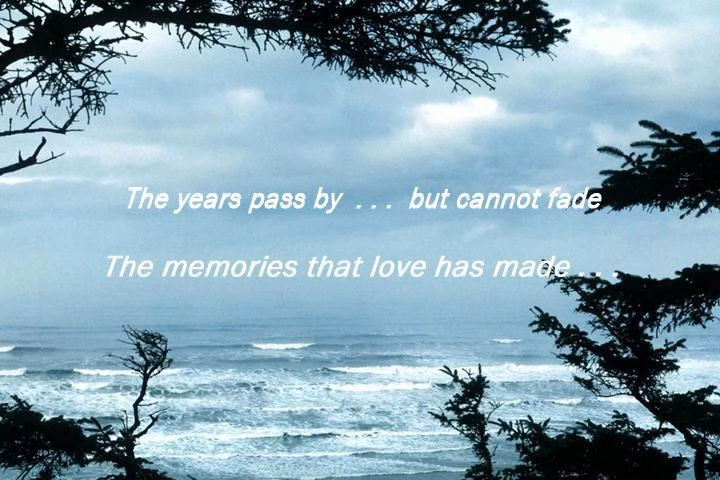 The years pass by . . . but cannot fade
The memories that love has made . . .